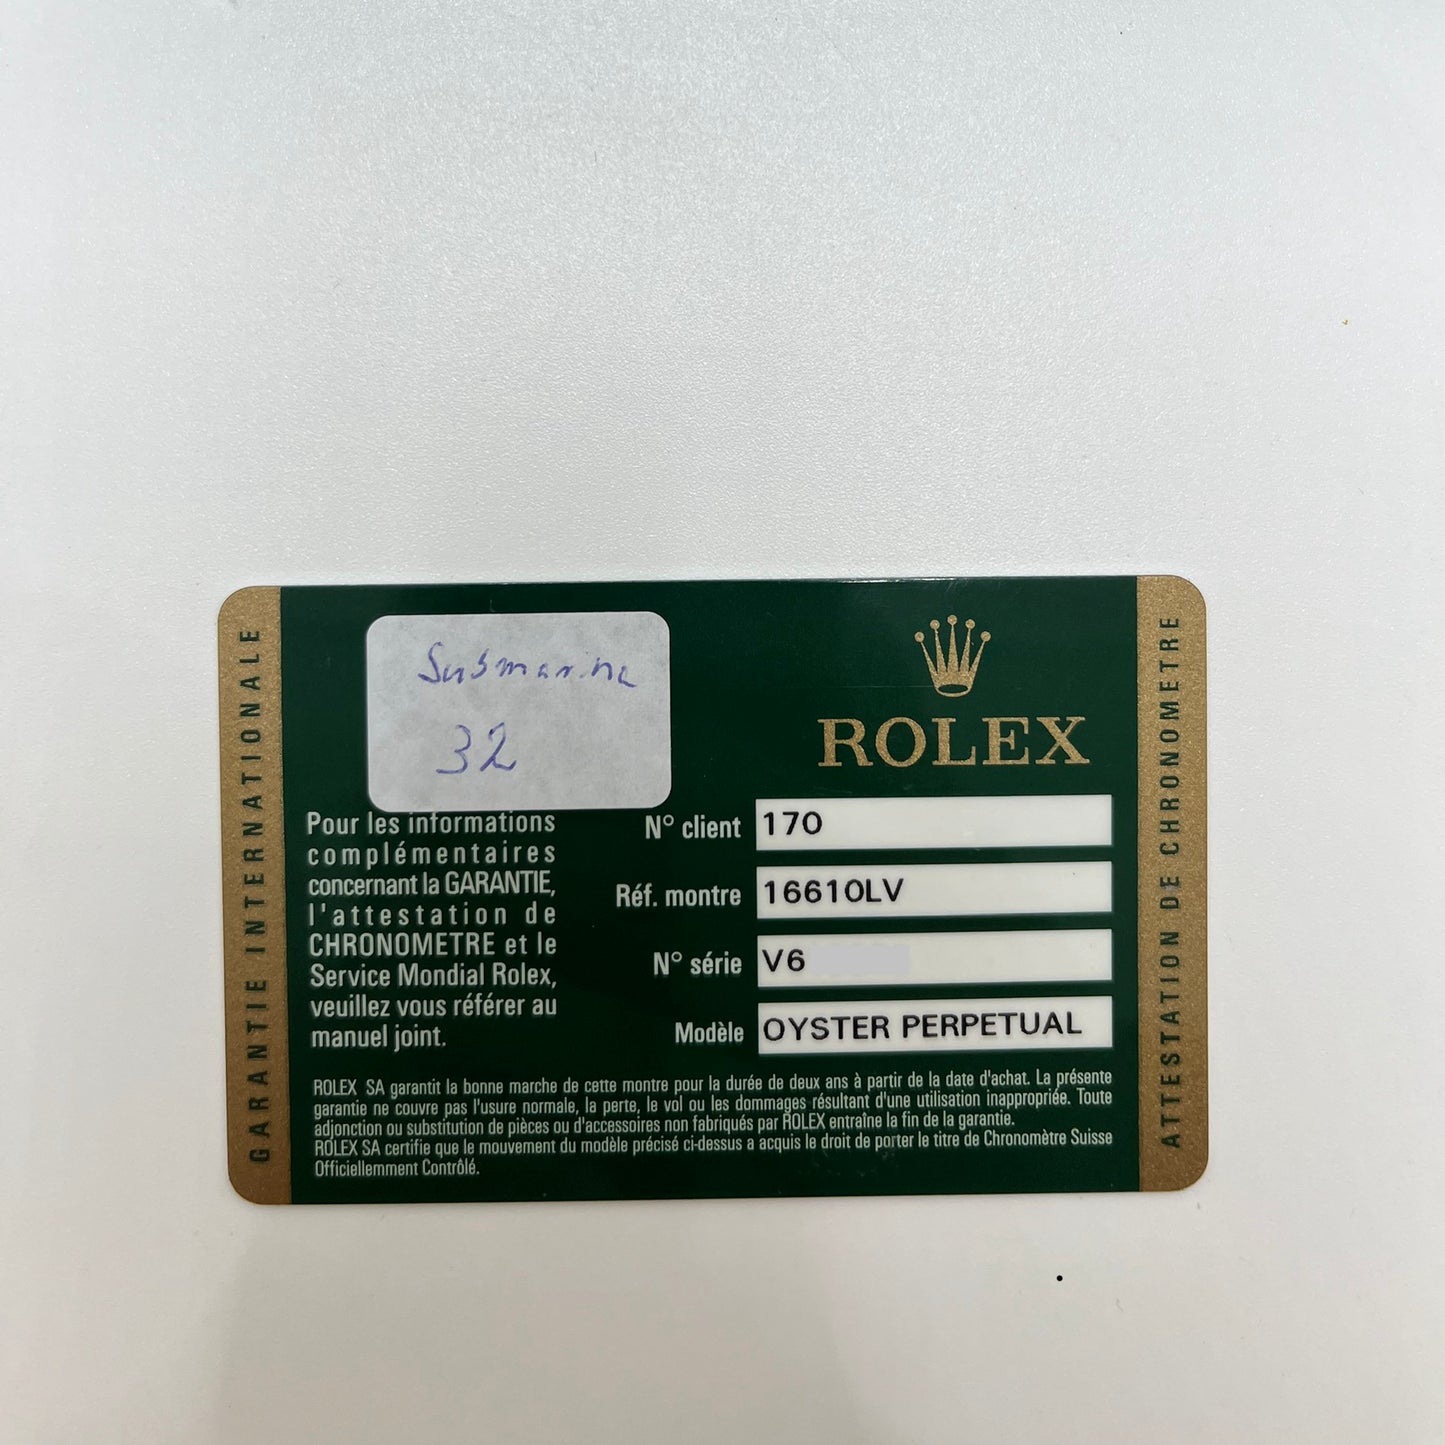 Submarine
32
ROLEX
Pour les informations
complémentaires
concernant la GARANTIE,
l'attestation de
CHRONOMETRE et le
Service Mondial Rolex,
veuillez vous référer au
manuel joint.
N° client 170
Réf. montre 16610LV
N° série V6
Modèle OYSTER PERPETUAL
ROLEX SA garantit la bonne marche de cette montre pour la durée de deux ans à partir de la date d'achat. La présente
garantie ne couvre pas l'usure normale, la perte, le vol ou les dommages résultant d'une utilisation inappropriée. Toute
adjonction ou substitution de pièces ou d'accessoires non fabriqués par ROLEX entraîne la fin de la garantie.
ROLEX SA certifie que le mouvement du modèle précisé ci-dessus a acquis le droit de porter le titre de Chronomètre Suisse
Officiellemment Contrôlé.
GARANTIE INTERNATIONALE
ATTESTATION DE CHRONOMETRE